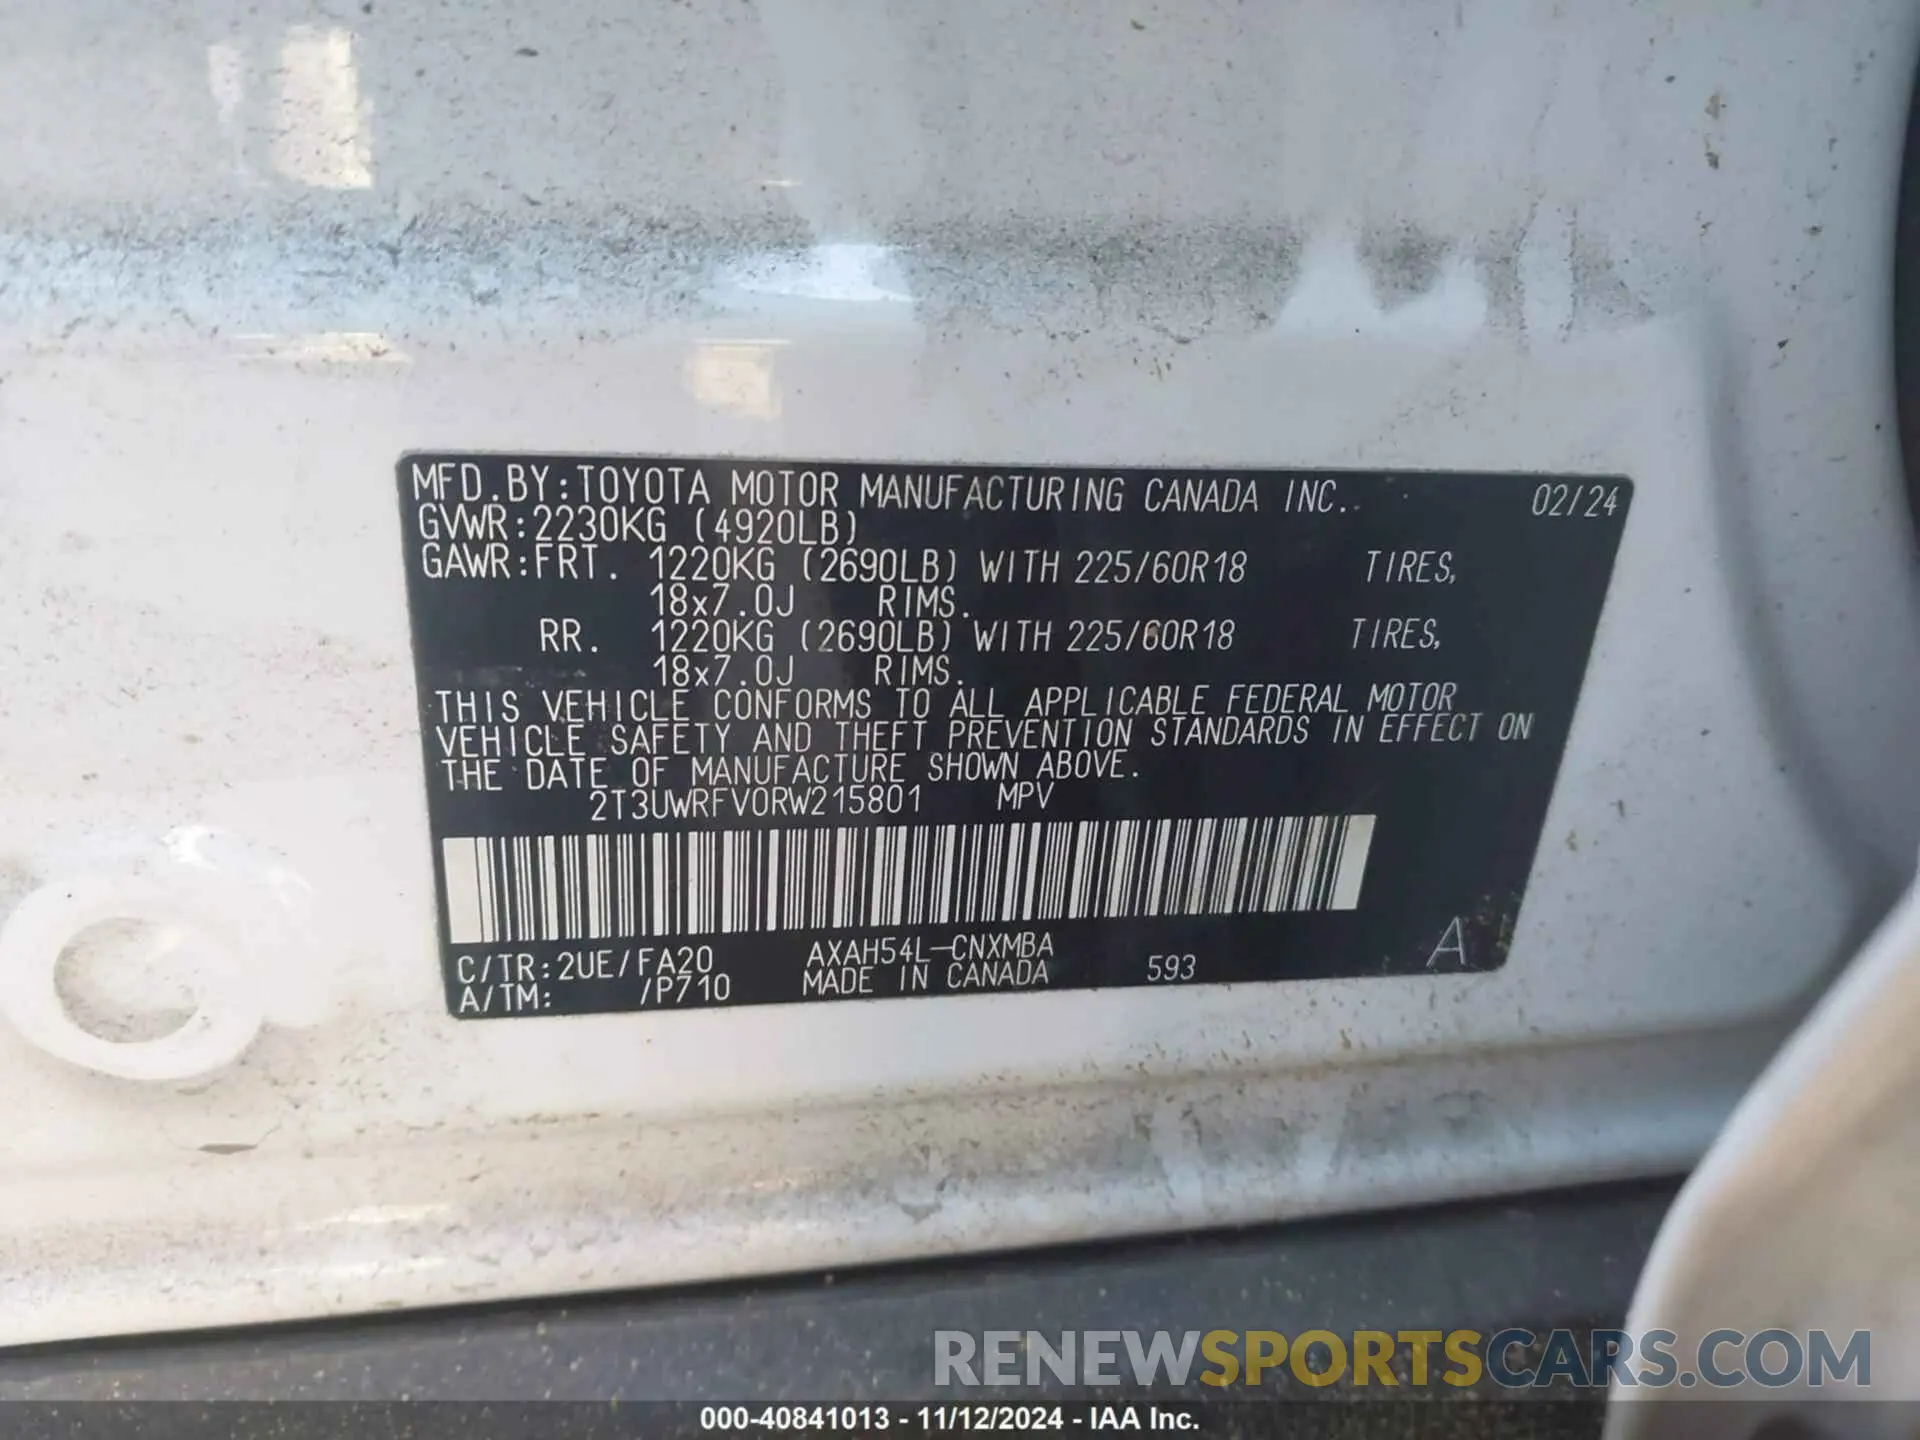 MFD.BY:TOYOTA MOTOR MANUFACTURING CANADA INC. 02/24
GVWR:2230KG (4920LB)
GAWR:FRT. 1220KG (2690LB) WITH 225/60R18 TIRES,
18x7.0J RIMS.
RR. 1220KG (2690LB) WITH 225/60R18 TIRES,
18x7.0J RIMS.
THIS VEHICLE CONFORMS TO ALL APPLICABLE FEDERAL MOTOR
VEHICLE SAFETY AND THEFT PREVENTION STANDARDS IN EFFECT ON
THE DATE OF MANUFACTURE SHOWN ABOVE.
2T3UWRFV0RW215801 MPV
C/TR:2UE/FA20 AXAH54L-CNXMBA
A/TM: /P710 MADE IN CANADA 593 A
RENEWSPORTSCARS.COM
000-40841013 - 11/12/2024 - IAA Inc.